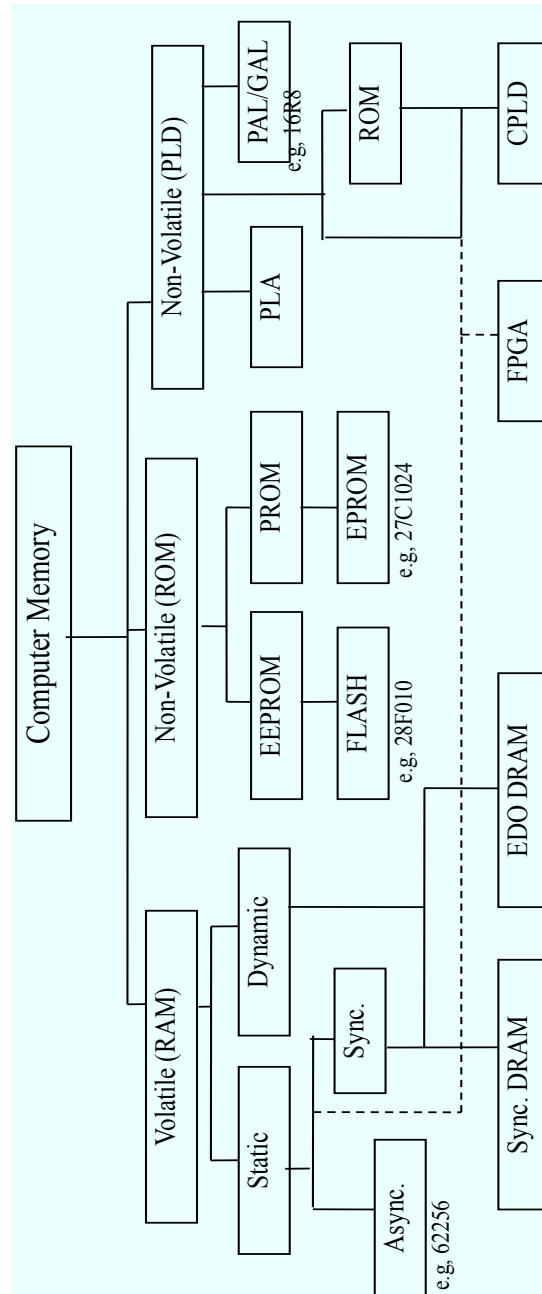 Computer Memory
Volatile (RAM)
Non-Volatile (ROM)
Non-Volatile (PLD)
Static
Dynamic
EEPROM
PROM
PLA
PAL/GAL
e.g, 16R8
Async.
e.g, 62256
Sync.
FLASH
e.g, 28F010
EPROM
e.g, 27C1024
ROM
Sync. DRAM
EDO DRAM
FPGA
CPLD